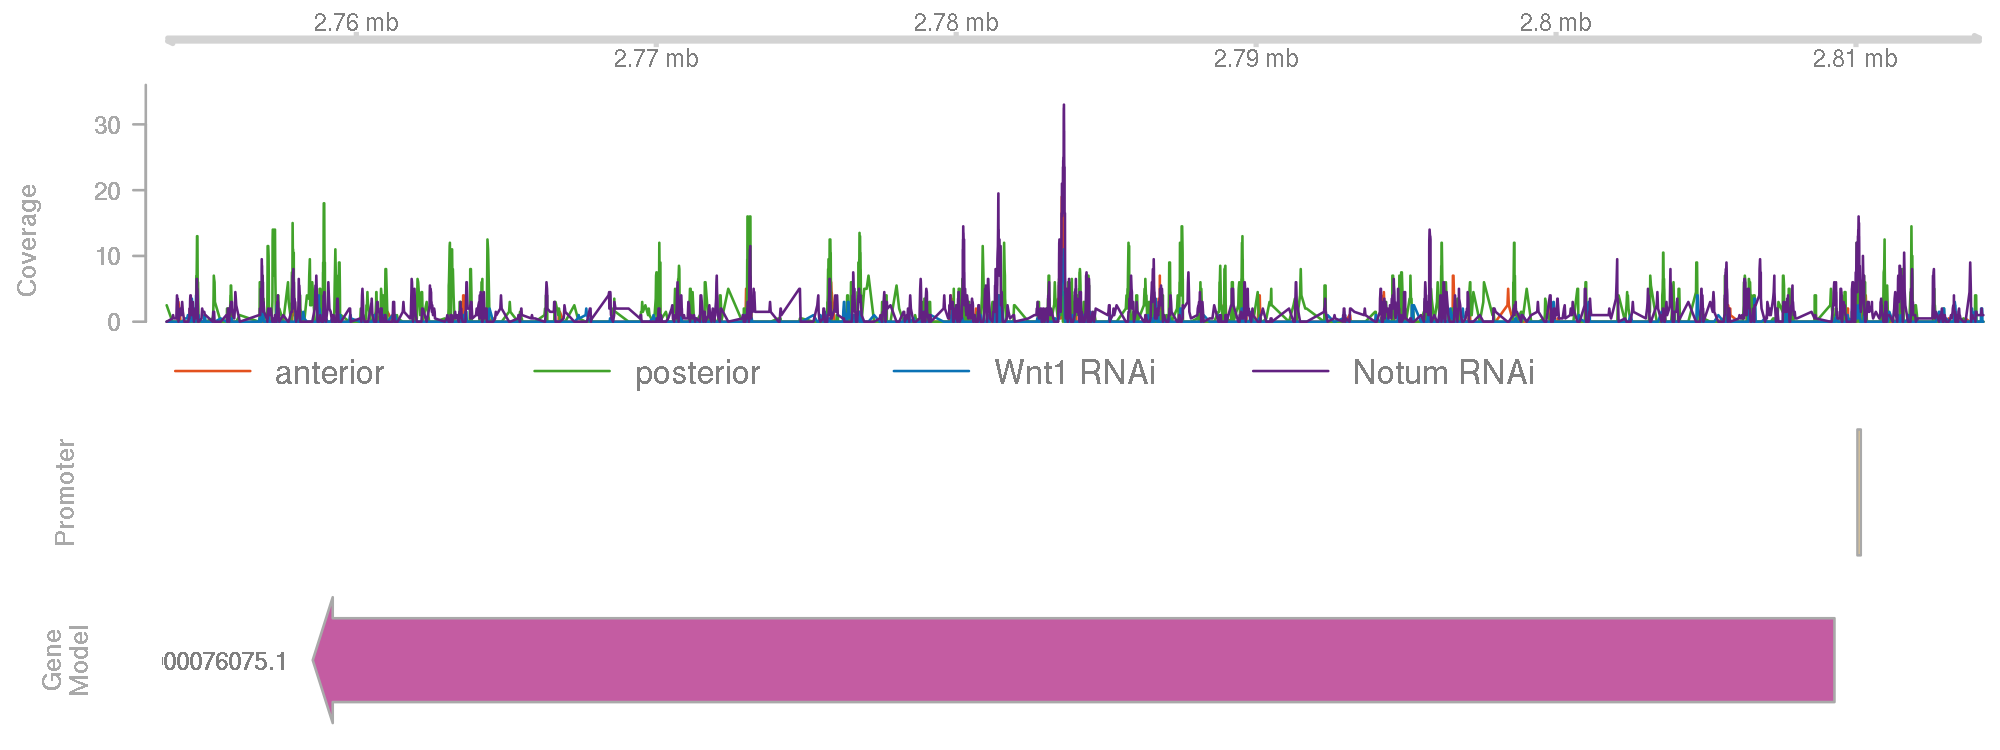 2.76 mb 2.78 mb 2.8 mb
2.77 mb 2.79 mb 2.81 mb
Coverage
30
20
10
0
anterior posterior Wnt1 RNAi Notum RNAi
Promoter
Gene
Model
00076075.1